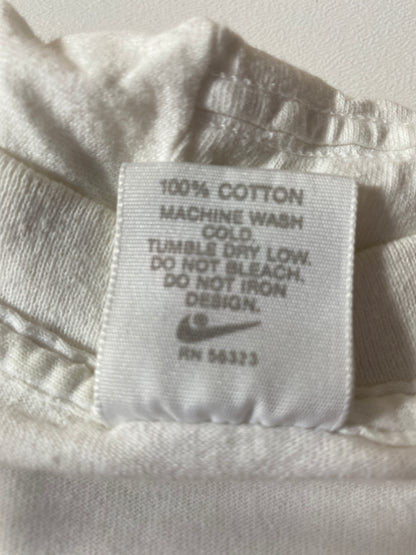 100% COTTON
MACHINE WASH
COLD.
TUMBLE DRY LOW.
DO NOT BLEACH.
DO NOT IRON
DESIGN.
RN 56323